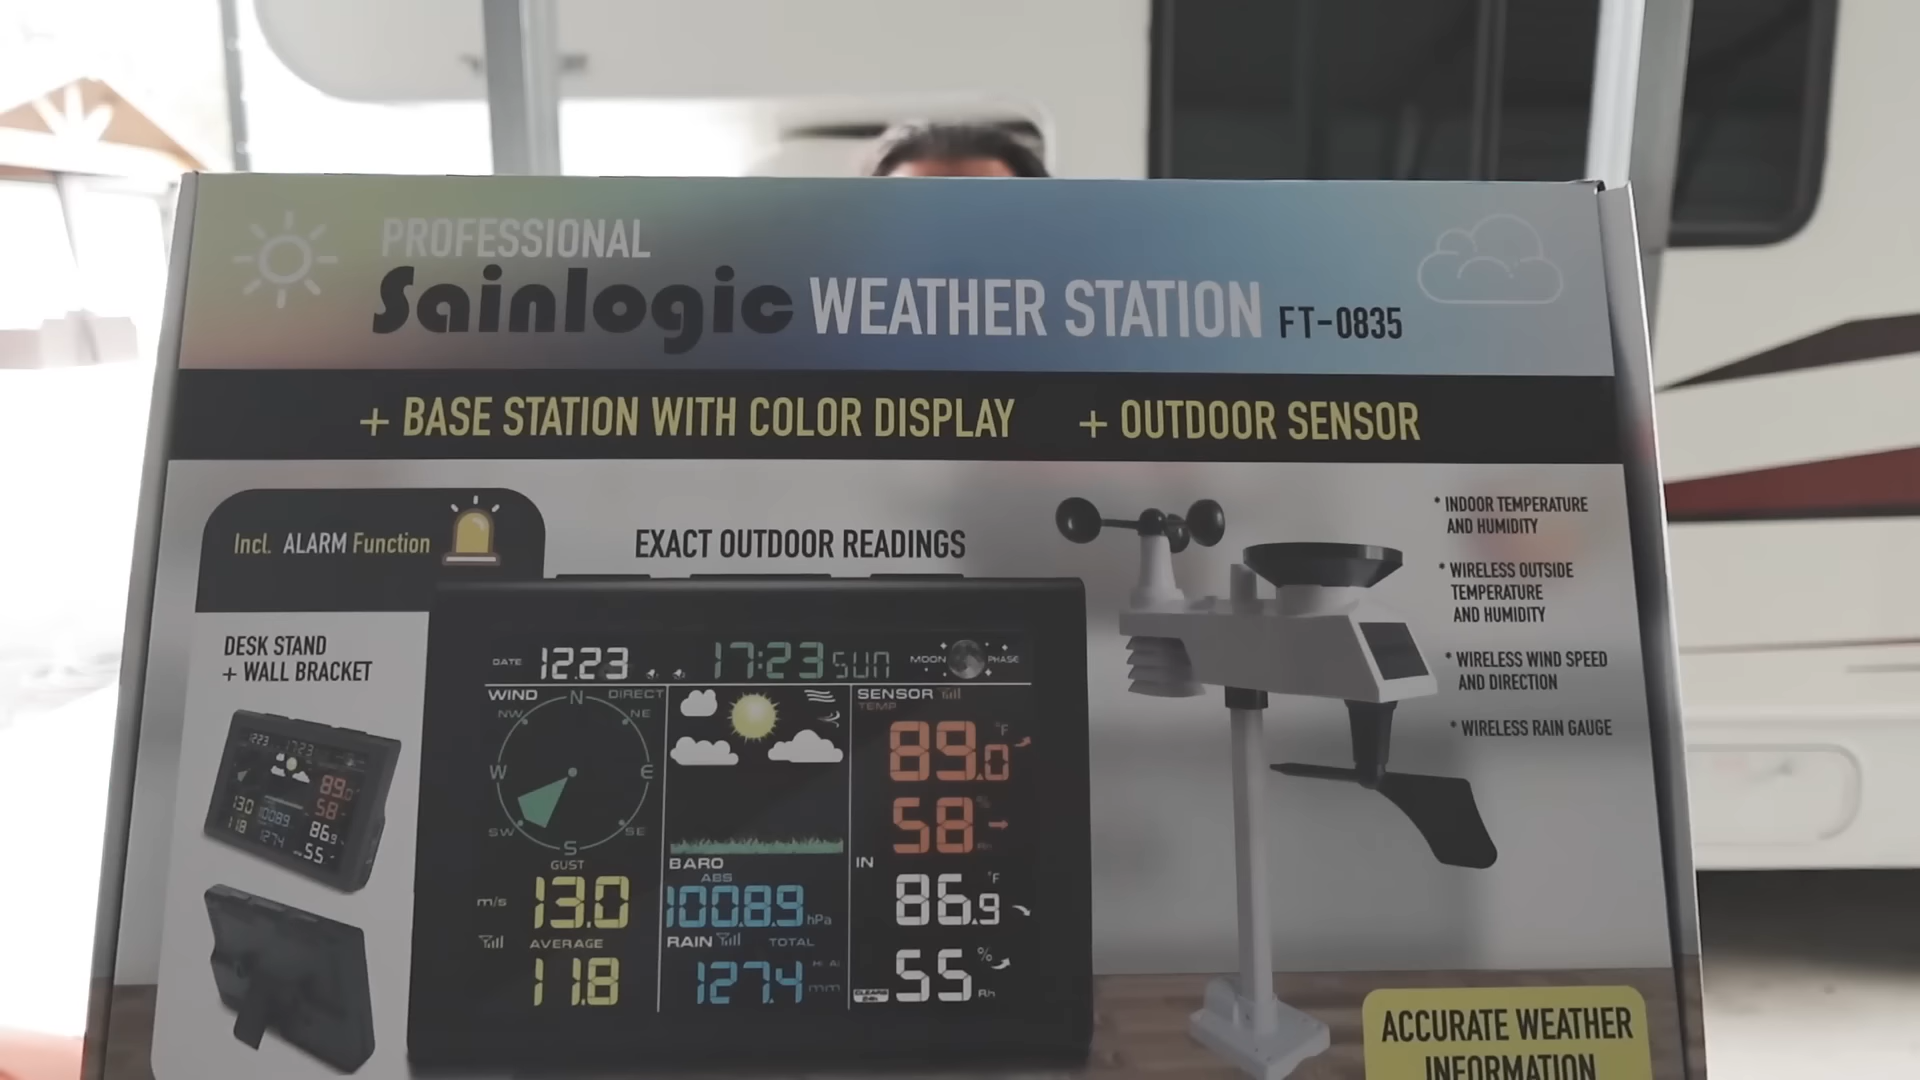 PROFESSIONAL
Sainlogic WEATHER STATION FT-0835
+ BASE STATION WITH COLOR DISPLAY + OUTDOOR SENSOR
Incl. ALARM Function
EXACT OUTDOOR READINGS
* INDOOR TEMPERATURE
AND HUMIDITY
* WIRELESS OUTSIDE
TEMPERATURE
AND HUMIDITY
* WIRELESS WIND SPEED
AND DIRECTION
* WIRELESS RAIN GAUGE
DESK STAND
+ WALL BRACKET
DATE 12.23 17:23 SUN MOON PHASE
WIND DIRECT
N
NW NE
W E
SW SE
S
GUST
m/s 13.0
AVERAGE
11.8
BARO
ABS
1008.9 hPa
RAIN TOTAL
127.4 mm
SENSOR
TEMP
89.0 °F
58 %
IN
86.9 °F
55 %
Rh
ACCURATE WEATHER
INFORMATION